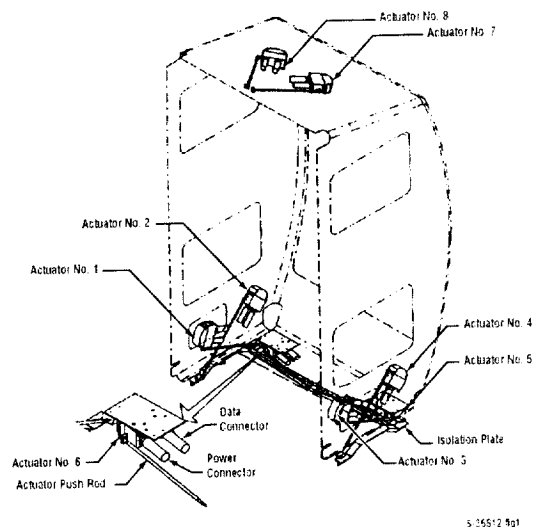 Actuator No. 8
Actuator No. 7
Actuator No. 2
Actuator No. 1
Actuator No. 4
Actuator No. 5
Isolation Plate
Actuator No. 3
Data
Connector
Power
Connector
Actuator No. 6
Actuator Push Rod